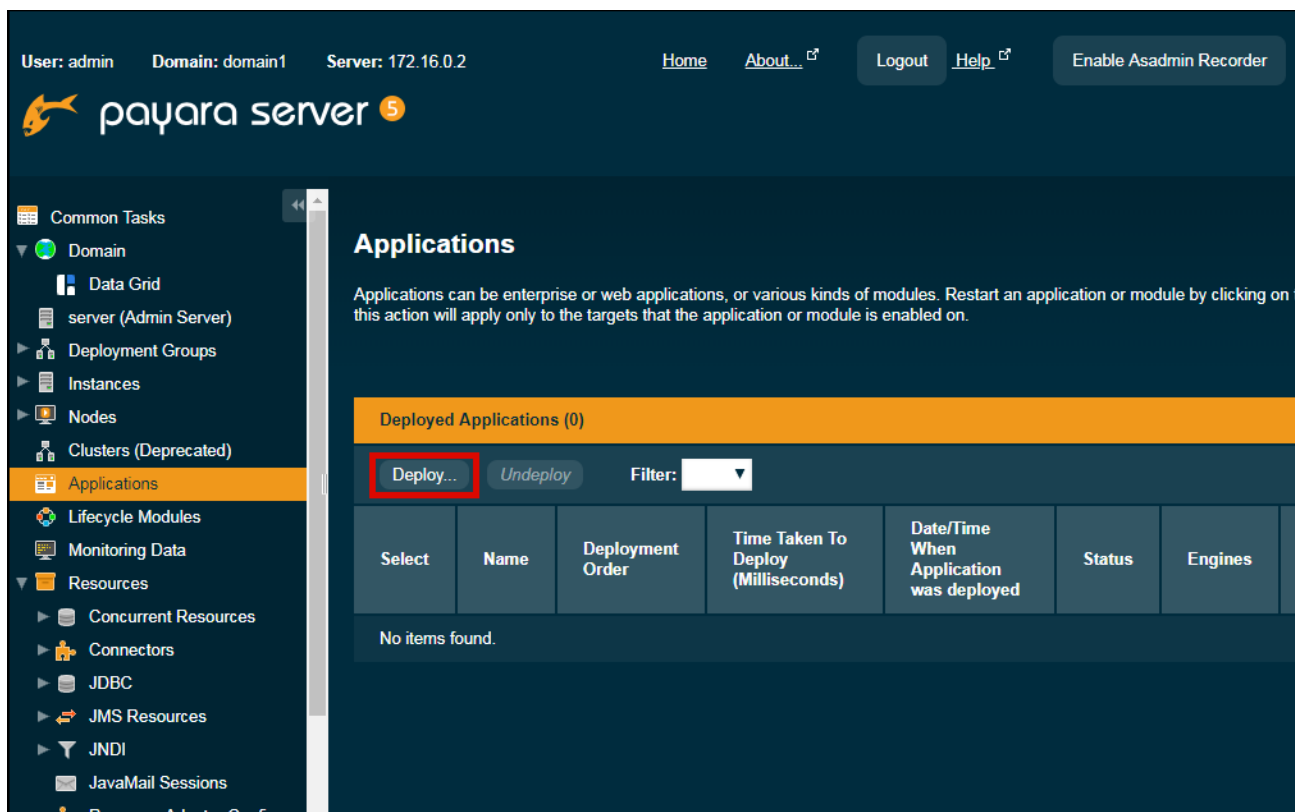 User: admin Domain: domain1 Server: 172.16.0.2 Home About... Logout Help Enable Asadmin Recorder
payara server 5
Common Tasks
Domain
Data Grid
server (Admin Server)
Deployment Groups
Instances
Nodes
Clusters (Deprecated)
Applications
Lifecycle Modules
Monitoring Data
Resources
Concurrent Resources
Connectors
JDBC
JMS Resources
JNDI
JavaMail Sessions
Applications
Applications can be enterprise or web applications, or various kinds of modules. Restart an application or module by clicking on
this action will apply only to the targets that the application or module is enabled on.
Deployed Applications (0)
Deploy... Undeploy Filter:
Select
Name
Deployment
Order
Time Taken To
Deploy
(Milliseconds)
Date/Time
When
Application
was deployed
Status
Engines
No items found.